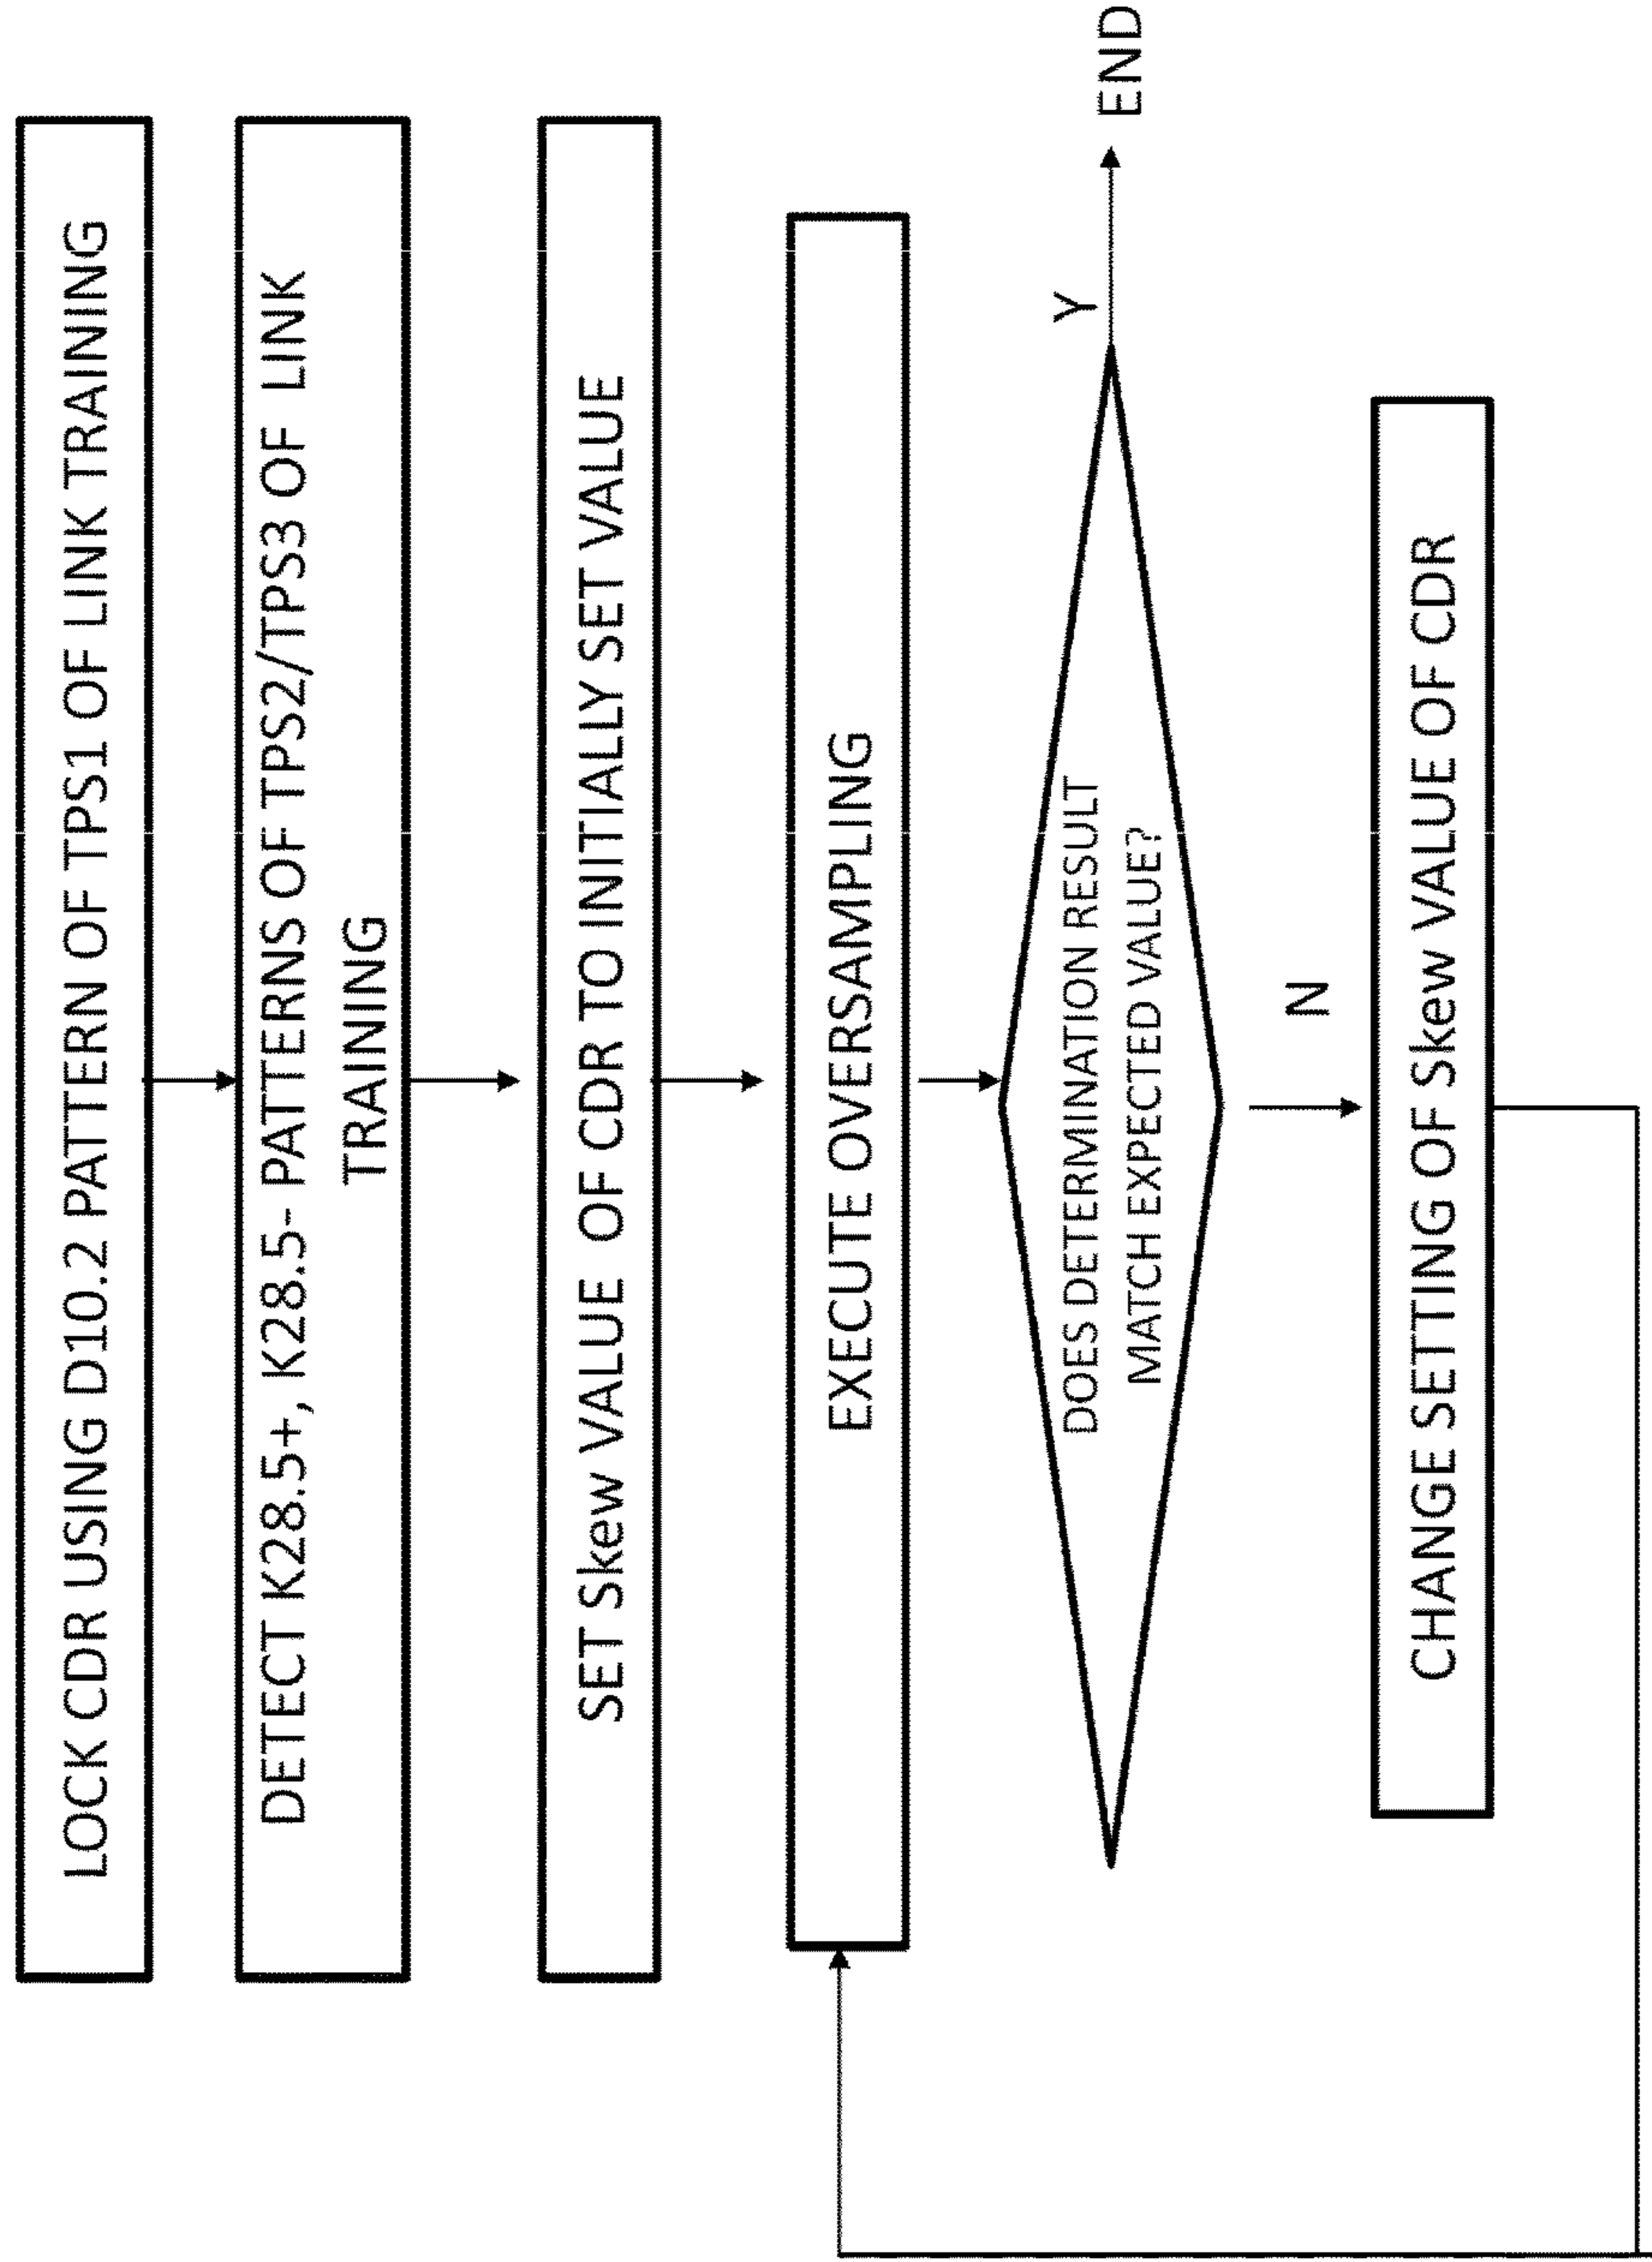 LOCK CDR USING D10.2 PATTERN OF TPS1 OF LINK TRAINING
DETECT K28.5+, K28.5- PATTERNS OF TPS2/TPS3 OF LINK
TRAINING
SET Skew VALUE OF CDR TO INITIALLY SET VALUE
EXECUTE OVERSAMPLING
DOES DETERMINATION RESULT
MATCH EXPECTED VALUE?
Y
END
N
CHANGE SETTING OF Skew VALUE OF CDR